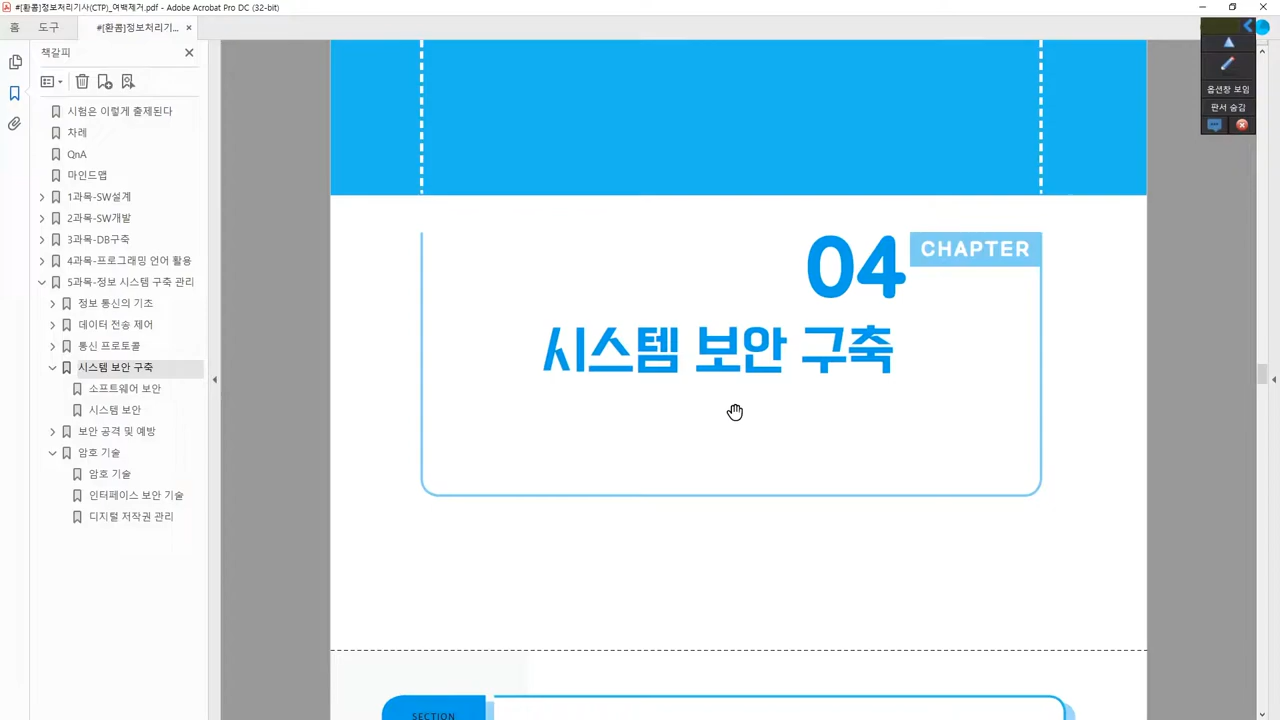 #[환콤]정보처리기사(CTP)_여백제거.pdf - Adobe Acrobat Pro DC (32-bit)
홈
도구
#[환콤]정보처리기...
책갈피
시험은 이렇게 출제된다
차례
QnA
마인드맵
1과목-SW설계
2과목-SW개발
3과목-DB구축
4과목-프로그래밍 언어 활용
5과목-정보 시스템 구축 관리
정보 통신의 기초
데이터 전송 제어
통신 프로토콜
시스템 보안 구축
소프트웨어 보안
시스템 보안
보안 공격 및 예방
암호 기술
암호 기술
인터페이스 보안 기술
디지털 저작권 관리
04
CHAPTER
시스템 보안 구축
SECTION
옵션창 보임
판서 숨김